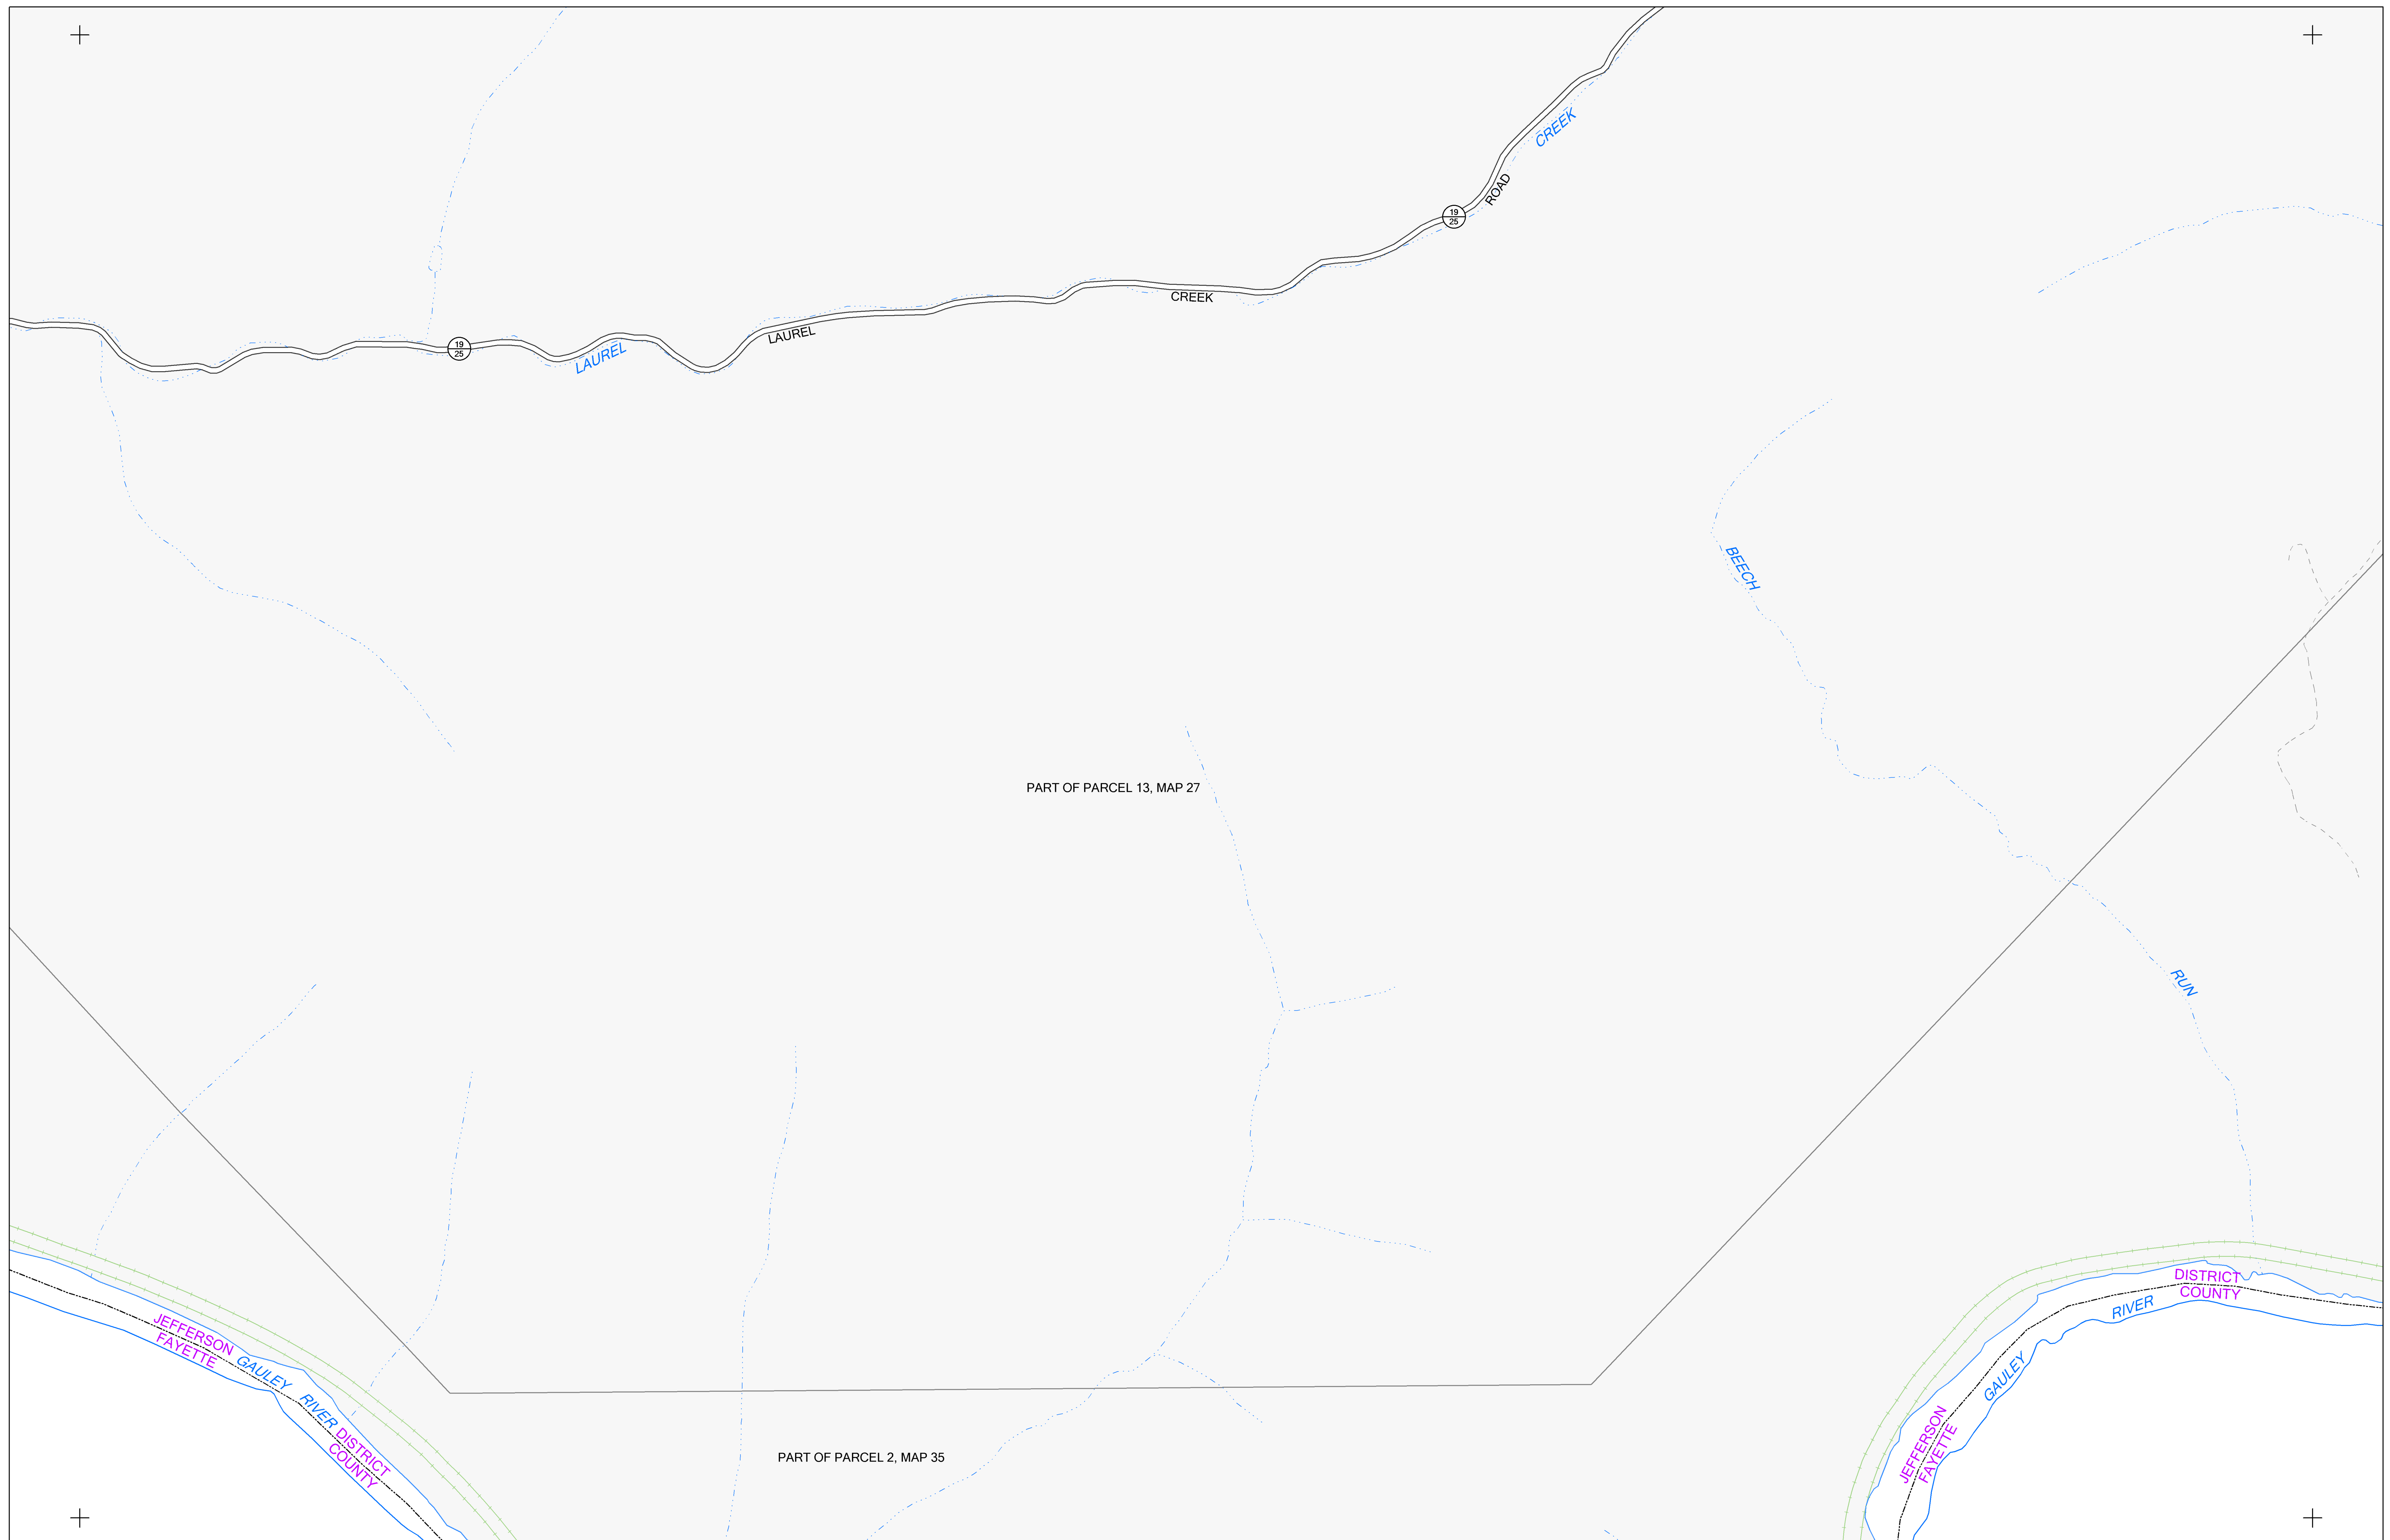 CREEK
ROAD
19
25
CREEK
LAUREL
19
25
LAUREL
BEECH
PART OF PARCEL 13, MAP 27
RUN
DISTRICT
COUNTY
RIVER
JEFFERSON
FAYETTE
GAULEY
RIVER
DISTRICT
COUNTY
GAULEY
JEFFERSON
FAYETTE
PART OF PARCEL 2, MAP 35